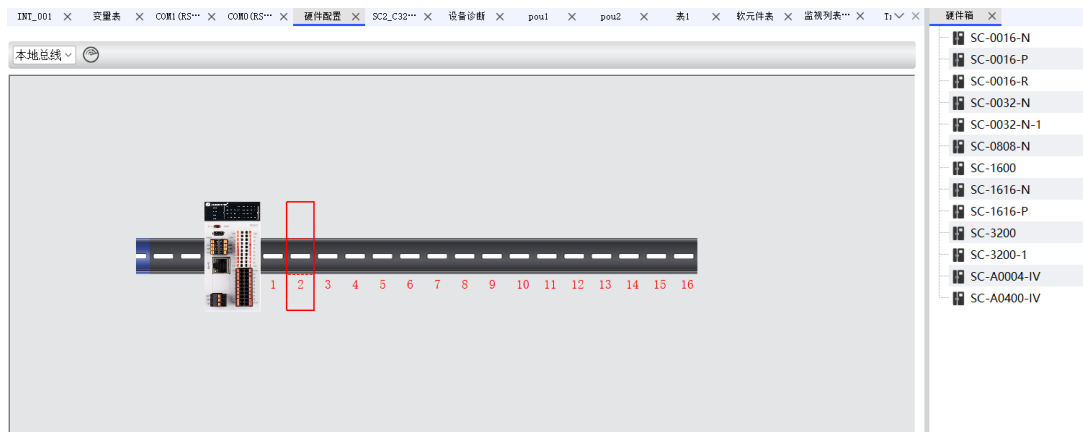 INT_001 变量表 COM1(RS… COM0(RS… 硬件配置 SC2_C32… 设备诊断 pou1 pou2 表1 软元件表 监视列表…
硬件箱
本地总线
1 2 3 4 5 6 7 8 9 10 11 12 13 14 15 16
SC-0016-N
SC-0016-P
SC-0016-R
SC-0032-N
SC-0032-N-1
SC-0808-N
SC-1600
SC-1616-N
SC-1616-P
SC-3200
SC-3200-1
SC-A0004-IV
SC-A0400-IV